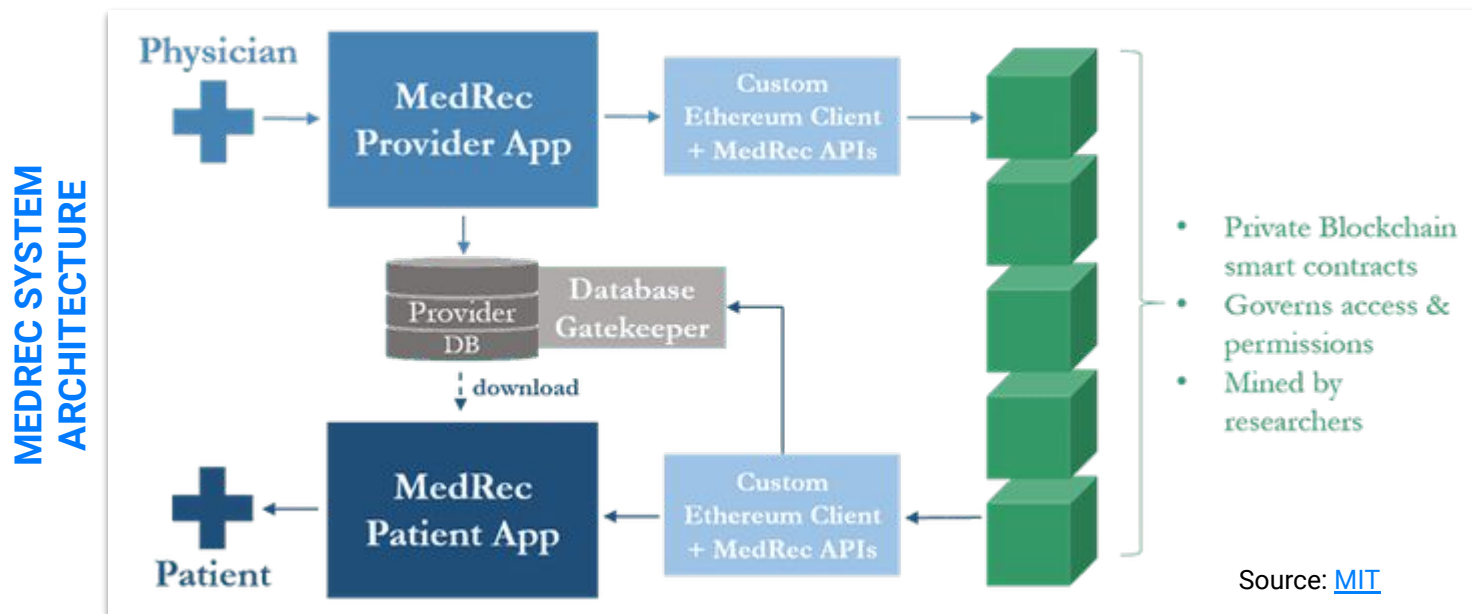 MEDREC SYSTEM
ARCHITECTURE
Physician
MedRec
Provider App
Custom
Ethereum Client
+ MedRec APIs
Provider
DB
Database
Gatekeeper
download
MedRec
Patient App
Custom
Ethereum Client
+ MedRec APIs
Patient
• Private Blockchain
smart contracts
• Governs access &
permissions
• Mined by
researchers
Source: MIT